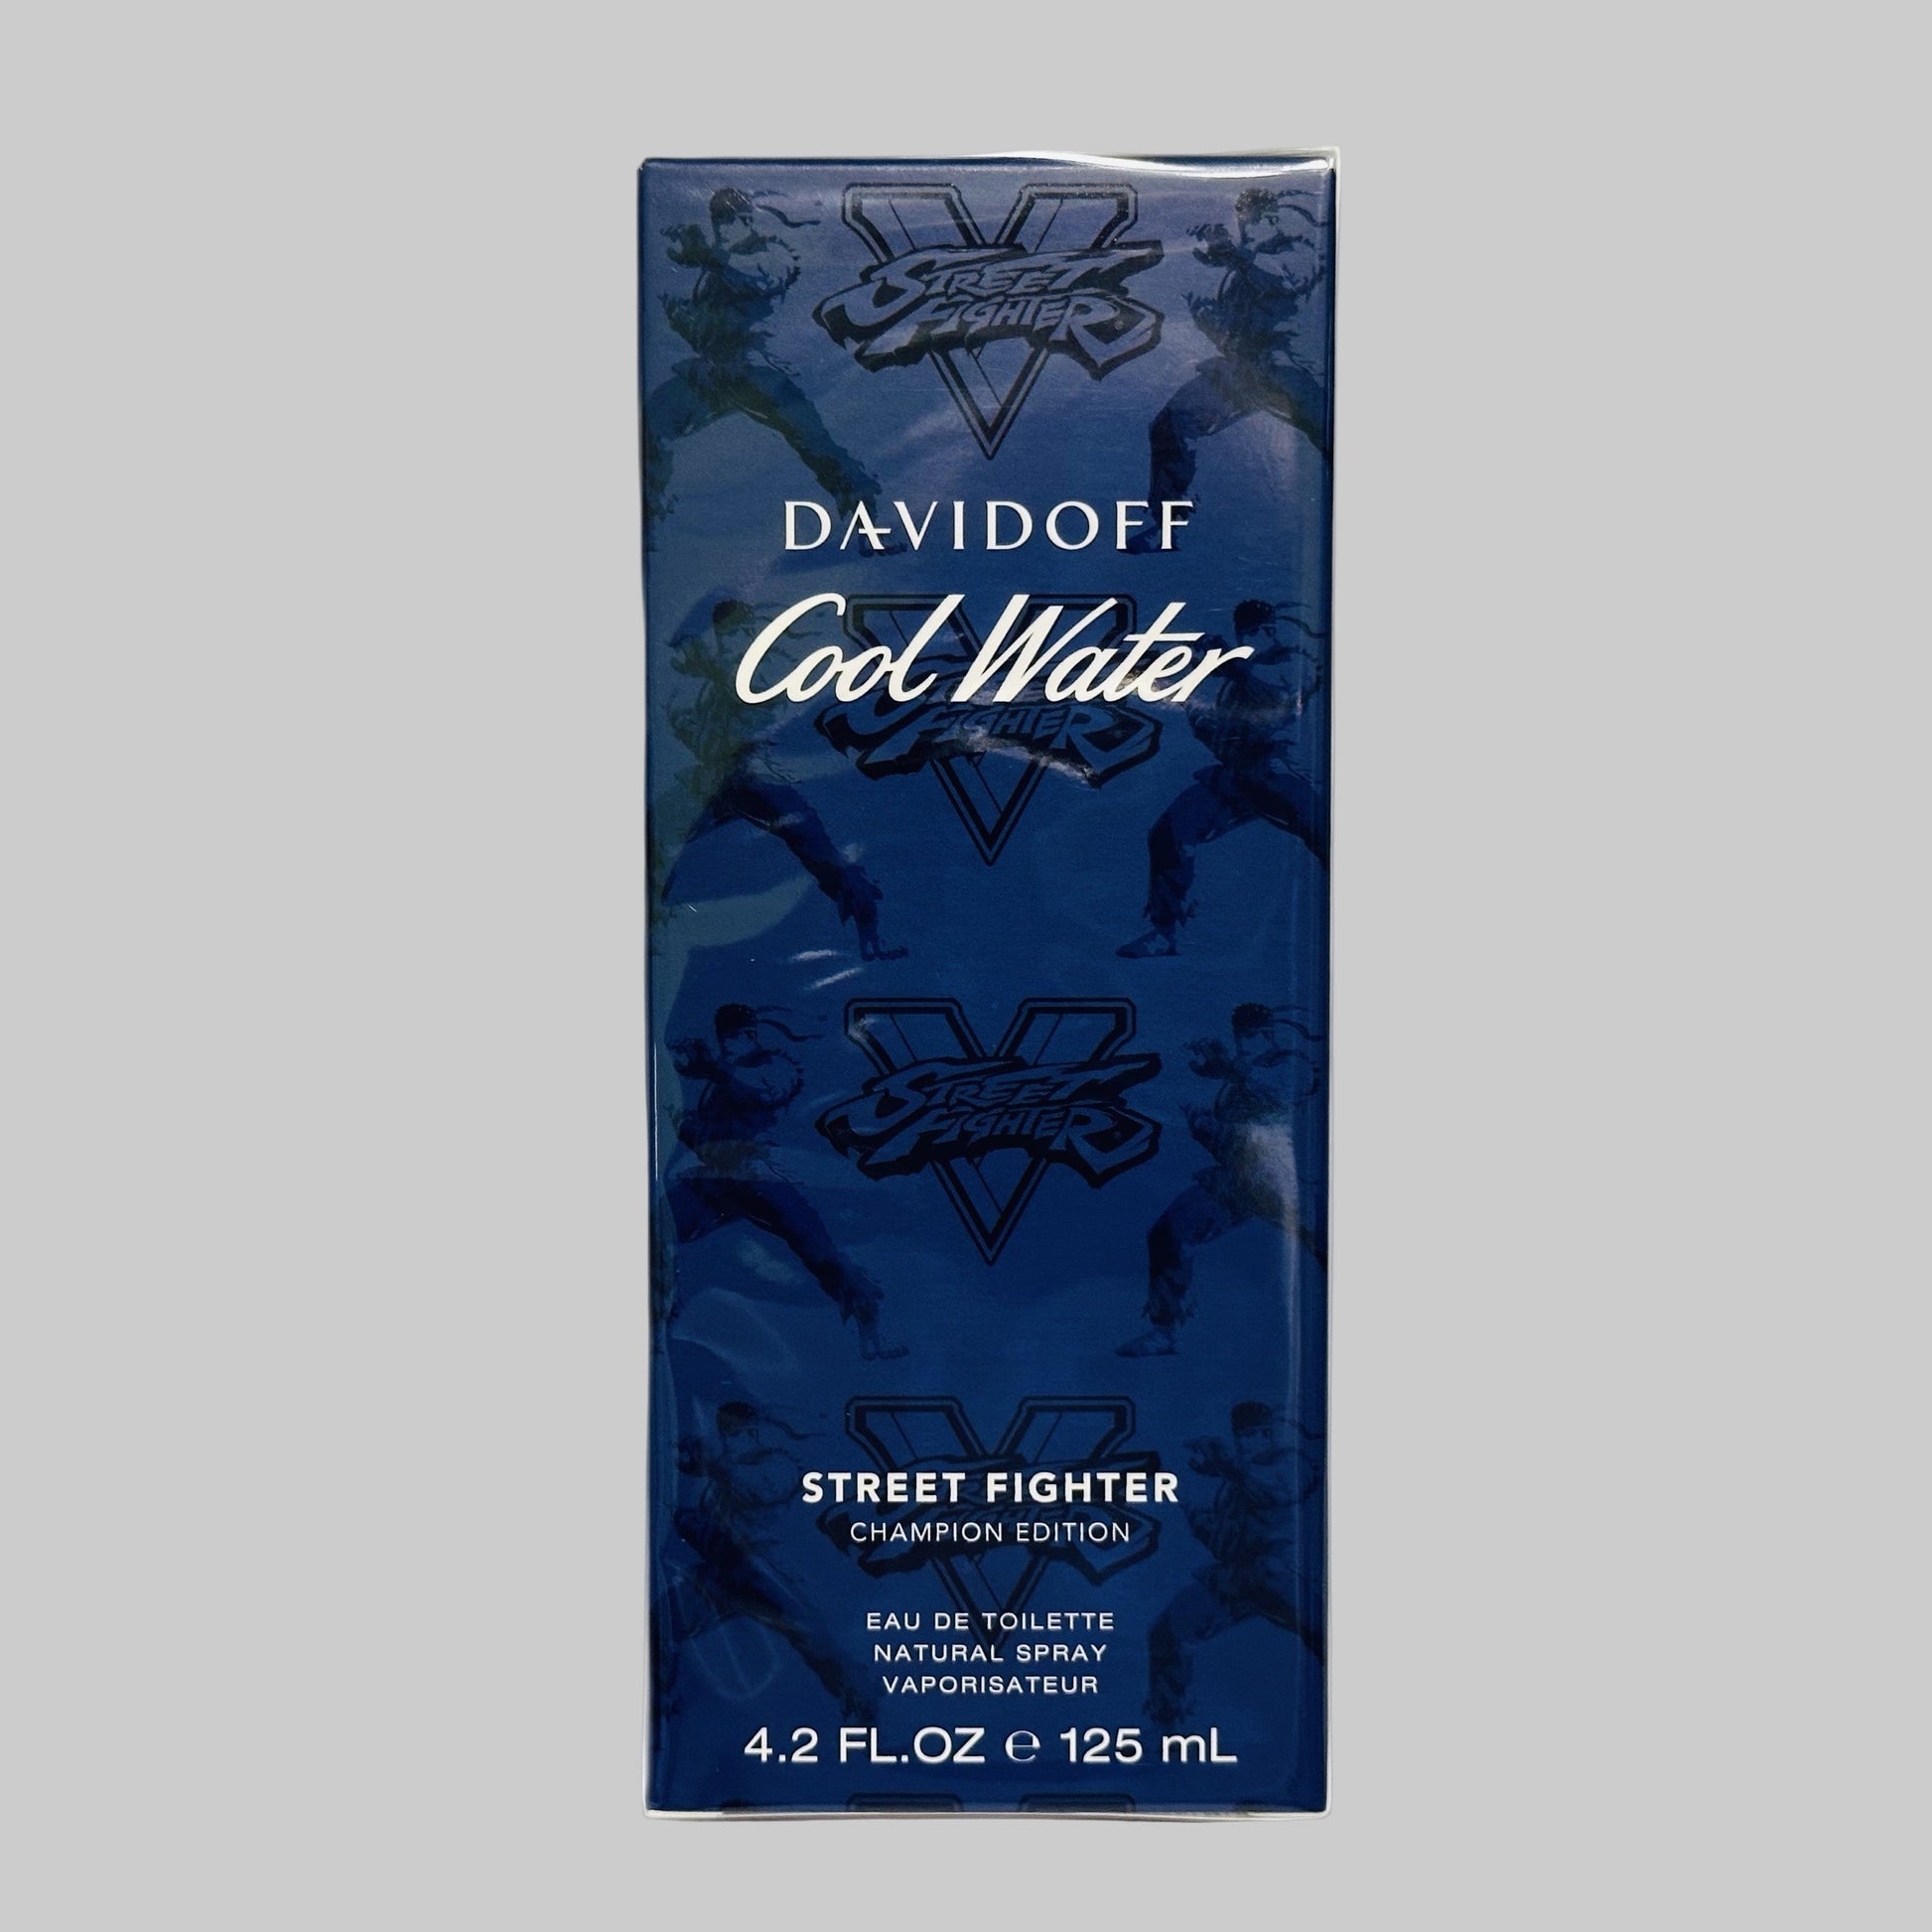 V
STREET
FIGHTER
DAVIDOFF
Cool Water
FIGHTER
V
STREET
FIGHTER
STREET FIGHTER
CHAMPION EDITION
EAU DE TOILETTE
NATURAL SPRAY
VAPORISATEUR
4.2 FL.OZ ℮ 125 mL